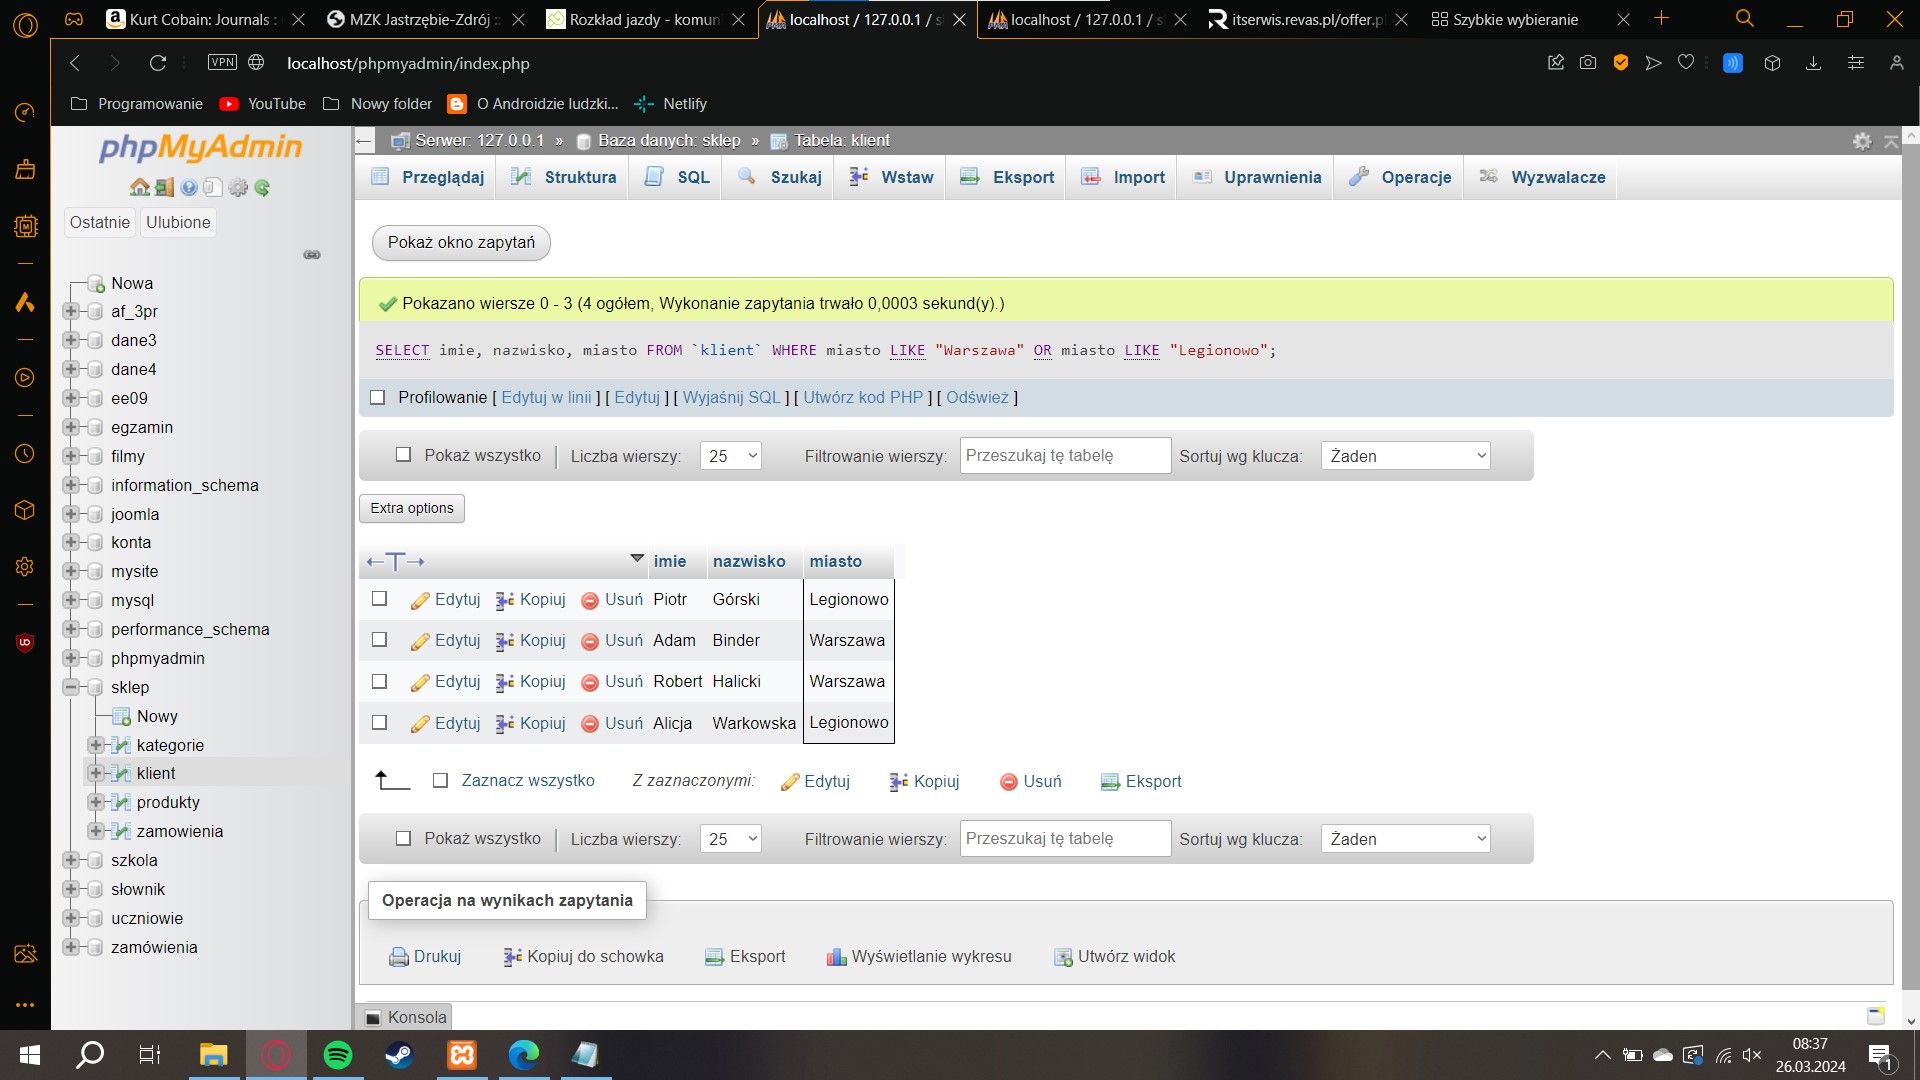 Kurt Cobain: Journals :
MZK Jastrzębie-Zdrój ::
Rozkład jazdy - komuni
localhost / 127.0.0.1 / s
localhost / 127.0.0.1 / s
itserwis.revas.pl/offer.p
Szybkie wybieranie
VPN
localhost/phpmyadmin/index.php
Programowanie
YouTube
Nowy folder
O Androidzie ludzki...
Netlify
phpMyAdmin
Ostatnie
Ulubione
Nowa
af_3pr
dane3
dane4
ee09
egzamin
filmy
information_schema
joomla
konta
mysite
mysql
performance_schema
phpmyadmin
sklep
Nowy
kategorie
klient
produkty
zamowienia
szkola
słownik
uczniowie
zamówienia
Serwer: 127.0.0.1 » Baza danych: sklep » Tabela: klient
Przeglądaj
Struktura
SQL
Szukaj
Wstaw
Eksport
Import
Uprawnienia
Operacje
Wyzwalacze
Pokaż okno zapytań
Pokazano wiersze 0 - 3 (4 ogółem, Wykonanie zapytania trwało 0,0003 sekund(y).)
SELECT imie, nazwisko, miasto FROM `klient` WHERE miasto LIKE "Warszawa" OR miasto LIKE "Legionowo";
Profilowanie [ Edytuj w linii ] [ Edytuj ] [ Wyjaśnij SQL ] [ Utwórz kod PHP ] [ Odśwież ]
Pokaż wszystko | Liczba wierszy: 25 Filtrowanie wierszy: Przeszukaj tę tabelę Sortuj wg klucza: Żaden
Extra options
imie nazwisko miasto
Edytuj Kopiuj Usuń Piotr Górski Legionowo
Edytuj Kopiuj Usuń Adam Binder Warszawa
Edytuj Kopiuj Usuń Robert Halicki Warszawa
Edytuj Kopiuj Usuń Alicja Warkowska Legionowo
Zaznacz wszystko Z zaznaczonymi: Edytuj Kopiuj Usuń Eksport
Pokaż wszystko | Liczba wierszy: 25 Filtrowanie wierszy: Przeszukaj tę tabelę Sortuj wg klucza: Żaden
Operacja na wynikach zapytania
Drukuj Kopiuj do schowka Eksport Wyświetlanie wykresu Utwórz widok
Konsola
08:37
26.03.2024
1